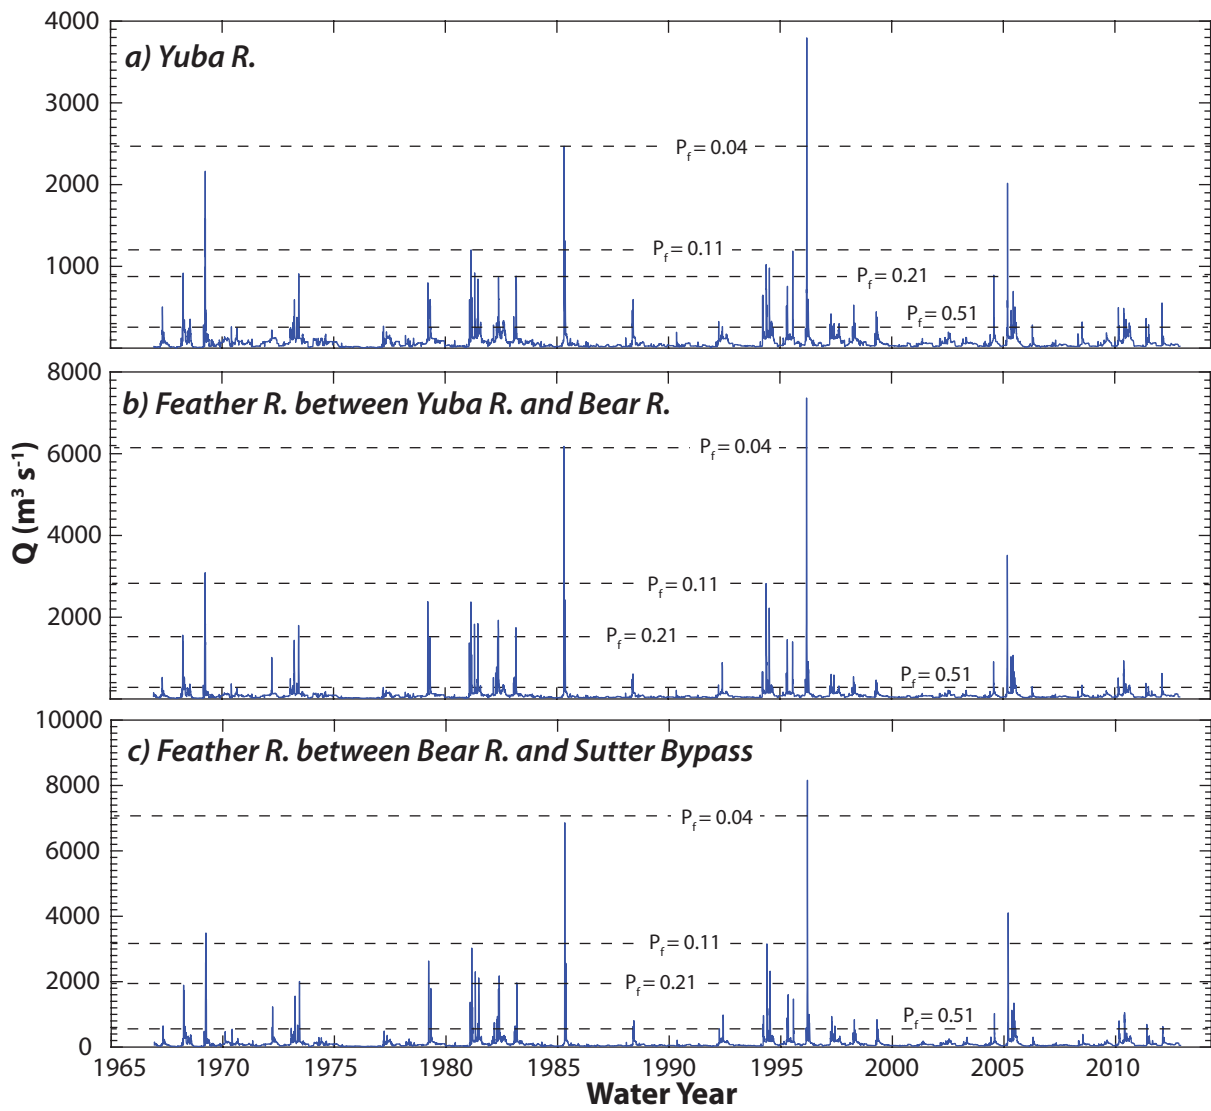 4000
a) Yuba R.
3000
Pf = 0.04
2000
Pf = 0.11
1000
Pf = 0.21
Pf = 0.51
8000
b) Feather R. between Yuba R. and Bear R.
6000
Pf = 0.04
4000
Pf = 0.11
2000
Pf = 0.21
Pf = 0.51
Q (m³ s⁻¹)
10000
c) Feather R. between Bear R. and Sutter Bypass
8000
Pf = 0.04
6000
4000
Pf = 0.11
2000
Pf = 0.21
Pf = 0.51
0
1965 1970 1975 1980 1985 1990 1995 2000 2005 2010
Water Year